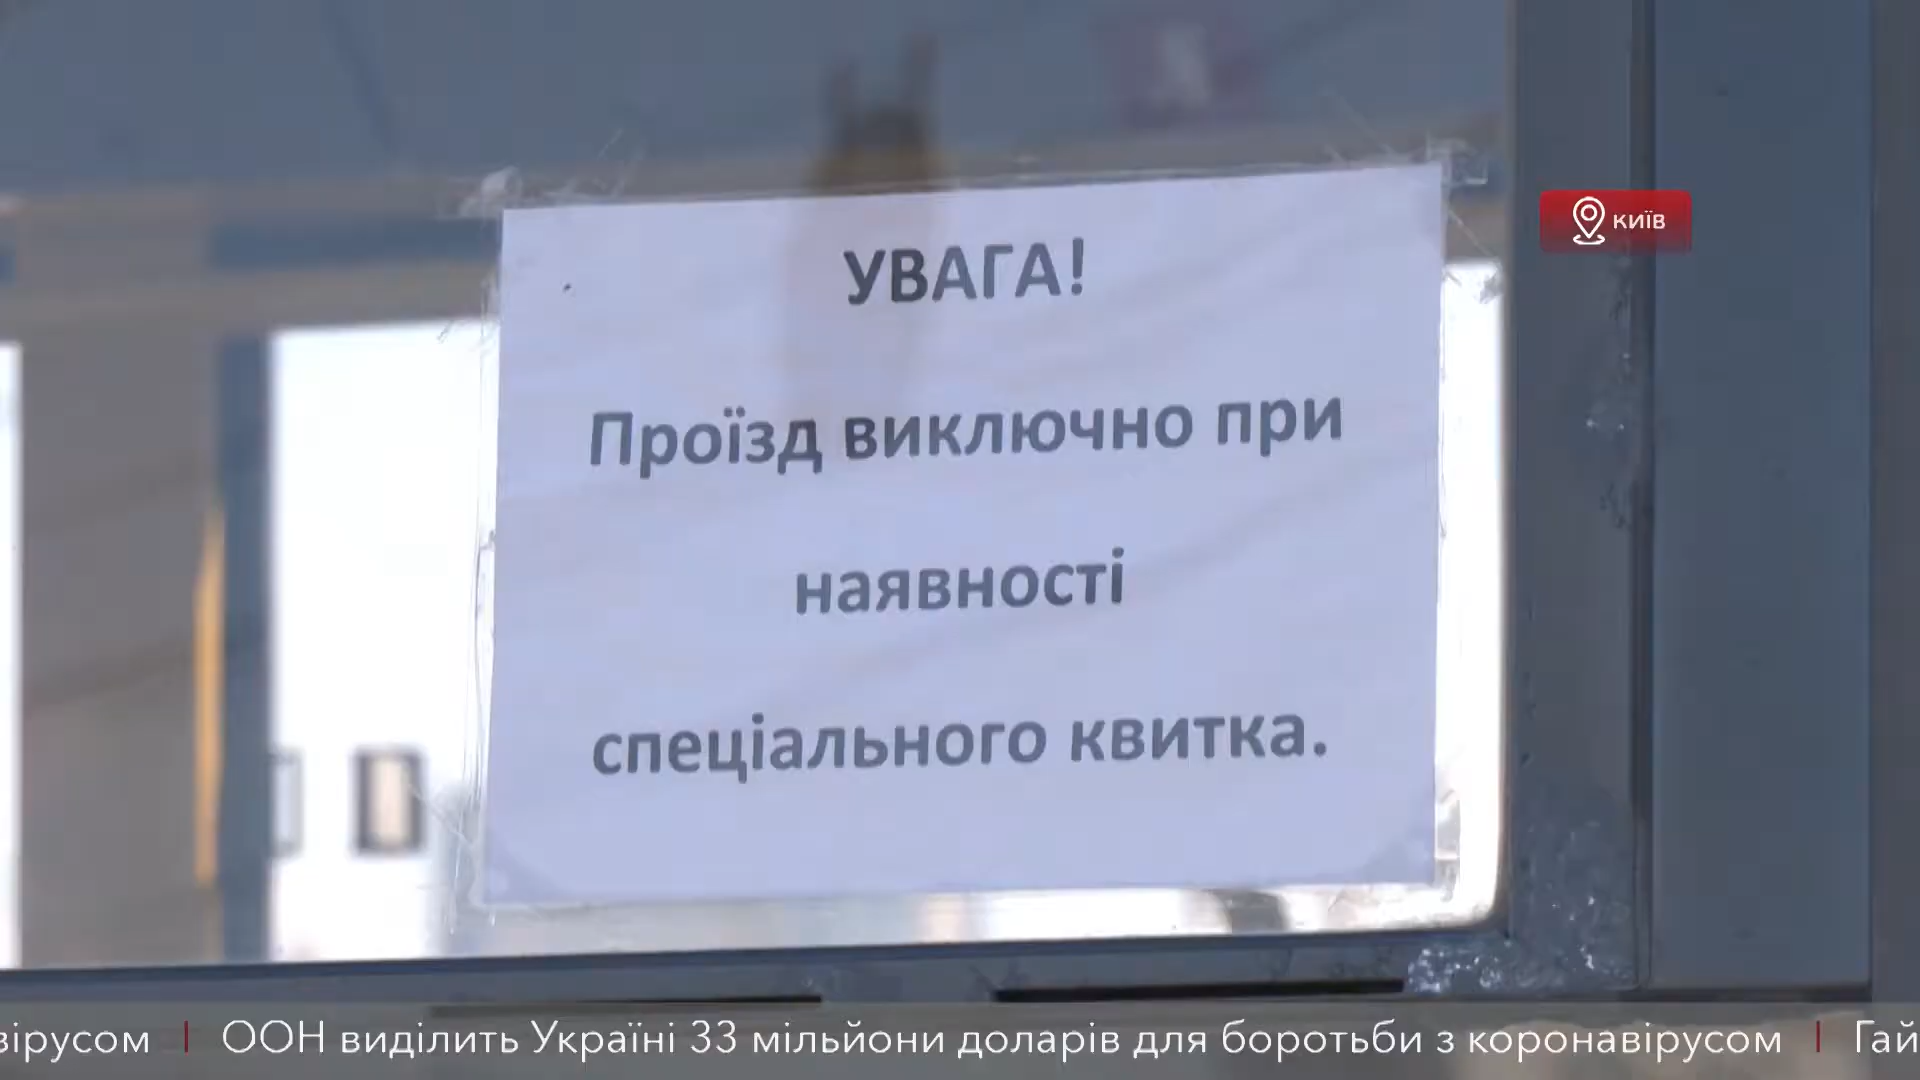 УВАГА!
КИЇВ
Проїзд виключно при
наявності
спеціального квитка.
вірусом | ООН виділить Україні 33 мільйони доларів для боротьби з коронавірусом | Гай